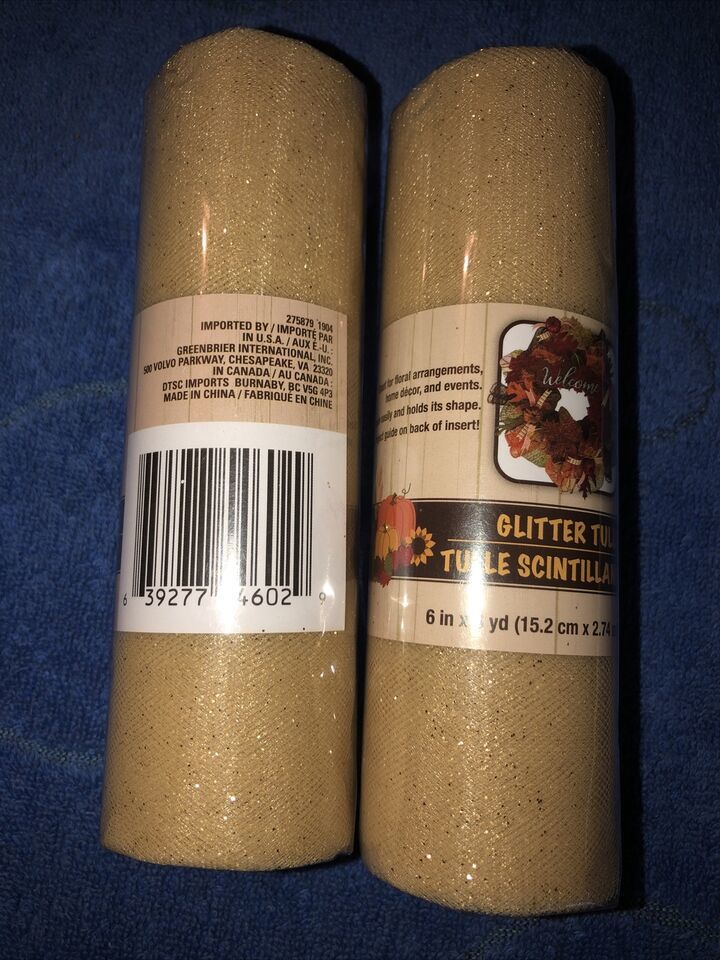 275879 1904
IMPORTED BY / IMPORTÉ PAR
IN U.S.A. / AUX É.-U. :
GREENBRIER INTERNATIONAL, INC.
500 VOLVO PARKWAY, CHESAPEAKE, VA 23320
IN CANADA / AU CANADA :
DTSC IMPORTS BURNABY, BC V5G 4P3
MADE IN CHINA / FABRIQUÉ EN CHINE
6 39277 4602 9
for floral arrangements,
home décor, and events.
easily and holds its shape.
guide on back of insert!
Welcome
GLITTER TUL
TULLE SCINTILLA
6 in x yd (15.2 cm x 2.74